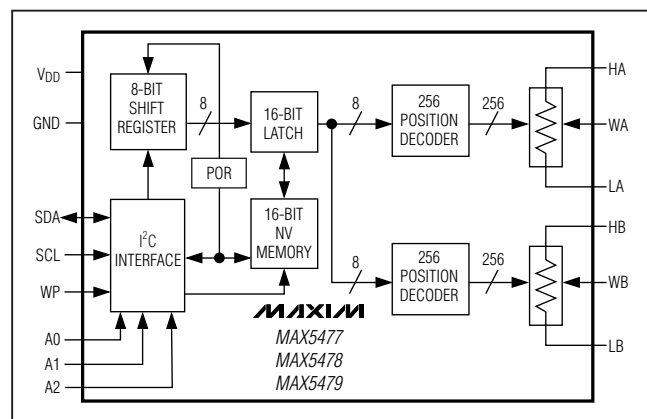 VDD
GND
SDA
SCL
WP
A0
A1
A2
8-BIT
SHIFT
REGISTER
8
16-BIT
LATCH
POR
I²C
INTERFACE
16-BIT
NV
MEMORY
8
256
POSITION
DECODER
256
HA
WA
LA
8
256
POSITION
DECODER
256
HB
WB
LB
MAXIM
MAX5477
MAX5478
MAX5479